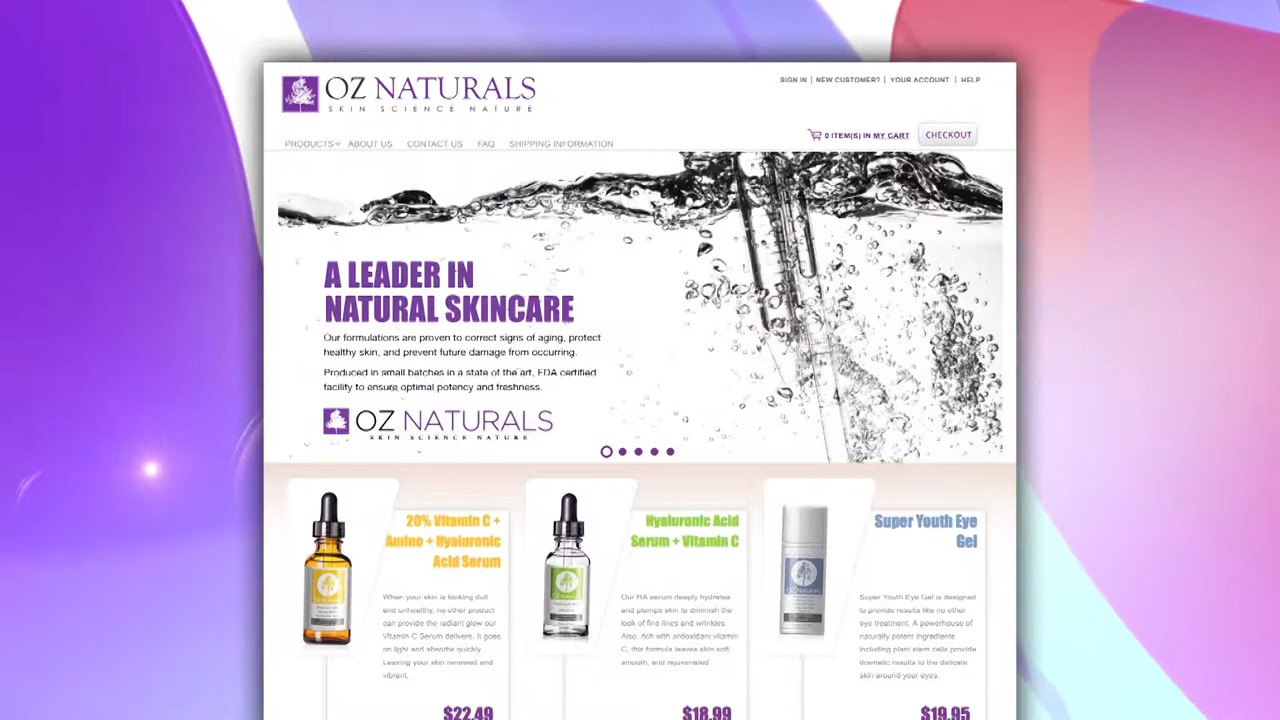 OZ NATURALS
SKIN SCIENCE NATURE
SIGN IN | NEW CUSTOMER? | YOUR ACCOUNT | HELP
0 ITEM(S) IN MY CART
CHECKOUT
PRODUCTS ABOUT US CONTACT US FAQ SHIPPING INFORMATION
A LEADER IN
NATURAL SKINCARE
Our formulations are proven to correct signs of aging, protect
healthy skin, and prevent future damage from occurring.
Produced in small batches in a state of the art, FDA certified
facility to ensure optimal potency and freshness.
OZ NATURALS
SKIN SCIENCE NATURE
20% Vitamin C +
Amino + Hyaluronic
Acid Serum
When your skin is looking dull
and unhealthy, no other product
can provide the radiant glow our
Vitamin C Serum delivers. It goes
on light and absorbs quickly
Leaving your skin renewed and
vibrant.
$22.49
Hyaluronic Acid
Serum + Vitamin C
Our HA serum deeply hydrates
and plumps skin to diminish the
look of fine lines and wrinkles.
Also, rich with antioxidant vitamin
C, this formula leaves skin soft,
smooth, and rejuvenated.
$18.99
Super Youth Eye
Gel
Super Youth Eye Gel is designed
to provide results like no other
eye treatment. A powerhouse of
naturally potent ingredients
including plant stem cells provide
dramatic results to the delicate
skin around your eyes.
$19.95